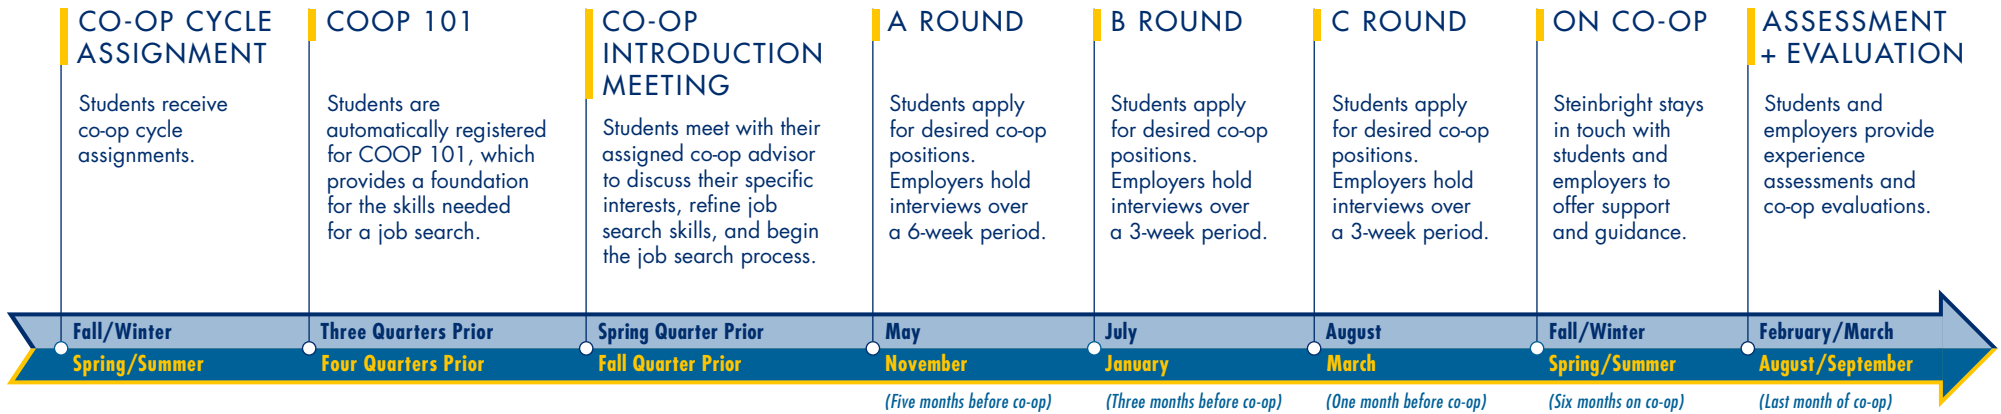 CO-OP CYCLE
ASSIGNMENT
Students receive
co-op cycle
assignments.
COOP 101
Students are
automatically registered
for COOP 101, which
provides a foundation
for the skills needed
for a job search.
CO-OP
INTRODUCTION
MEETING
Students meet with their
assigned co-op advisor
to discuss their specific
interests, refine job
search skills, and begin
the job search process.
A ROUND
Students apply
for desired co-op
positions.
Employers hold
interviews over
a 6-week period.
B ROUND
Students apply
for desired co-op
positions.
Employers hold
interviews over
a 3-week period.
C ROUND
Students apply
for desired co-op
positions.
Employers hold
interviews over
a 3-week period.
ON CO-OP
Steinbright stays
in touch with
students and
employers to
offer support
and guidance.
ASSESSMENT
+ EVALUATION
Students and
employers provide
experience
assessments and
co-op evaluations.
Fall/Winter
Three Quarters Prior
Spring Quarter Prior
May
July
August
Fall/Winter
February/March
Spring/Summer
Four Quarters Prior
Fall Quarter Prior
November
January
March
Spring/Summer
August/September
(Five months before co-op)
(Three months before co-op)
(One month before co-op)
(Six months on co-op)
(Last month of co-op)